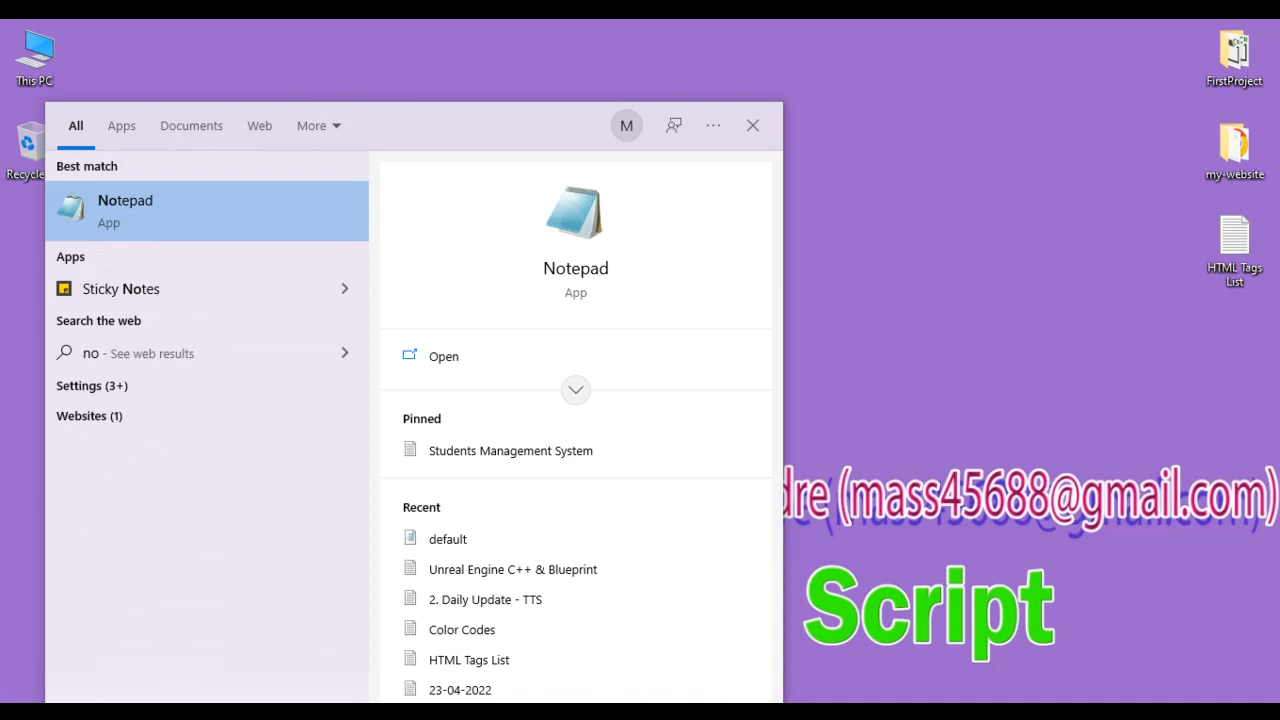 This PC
Recycle
All
Apps
Documents
Web
More
M
Best match
Notepad
App
Apps
Sticky Notes
Search the web
no - See web results
Settings (3+)
Websites (1)
Notepad
App
Open
Pinned
Students Management System
Recent
default
Unreal Engine C++ & Blueprint
2. Daily Update - TTS
Color Codes
HTML Tags List
23-04-2022
FirstProject
my-website
HTML Tags
List
dre (mass45688@gmail.com)
Script